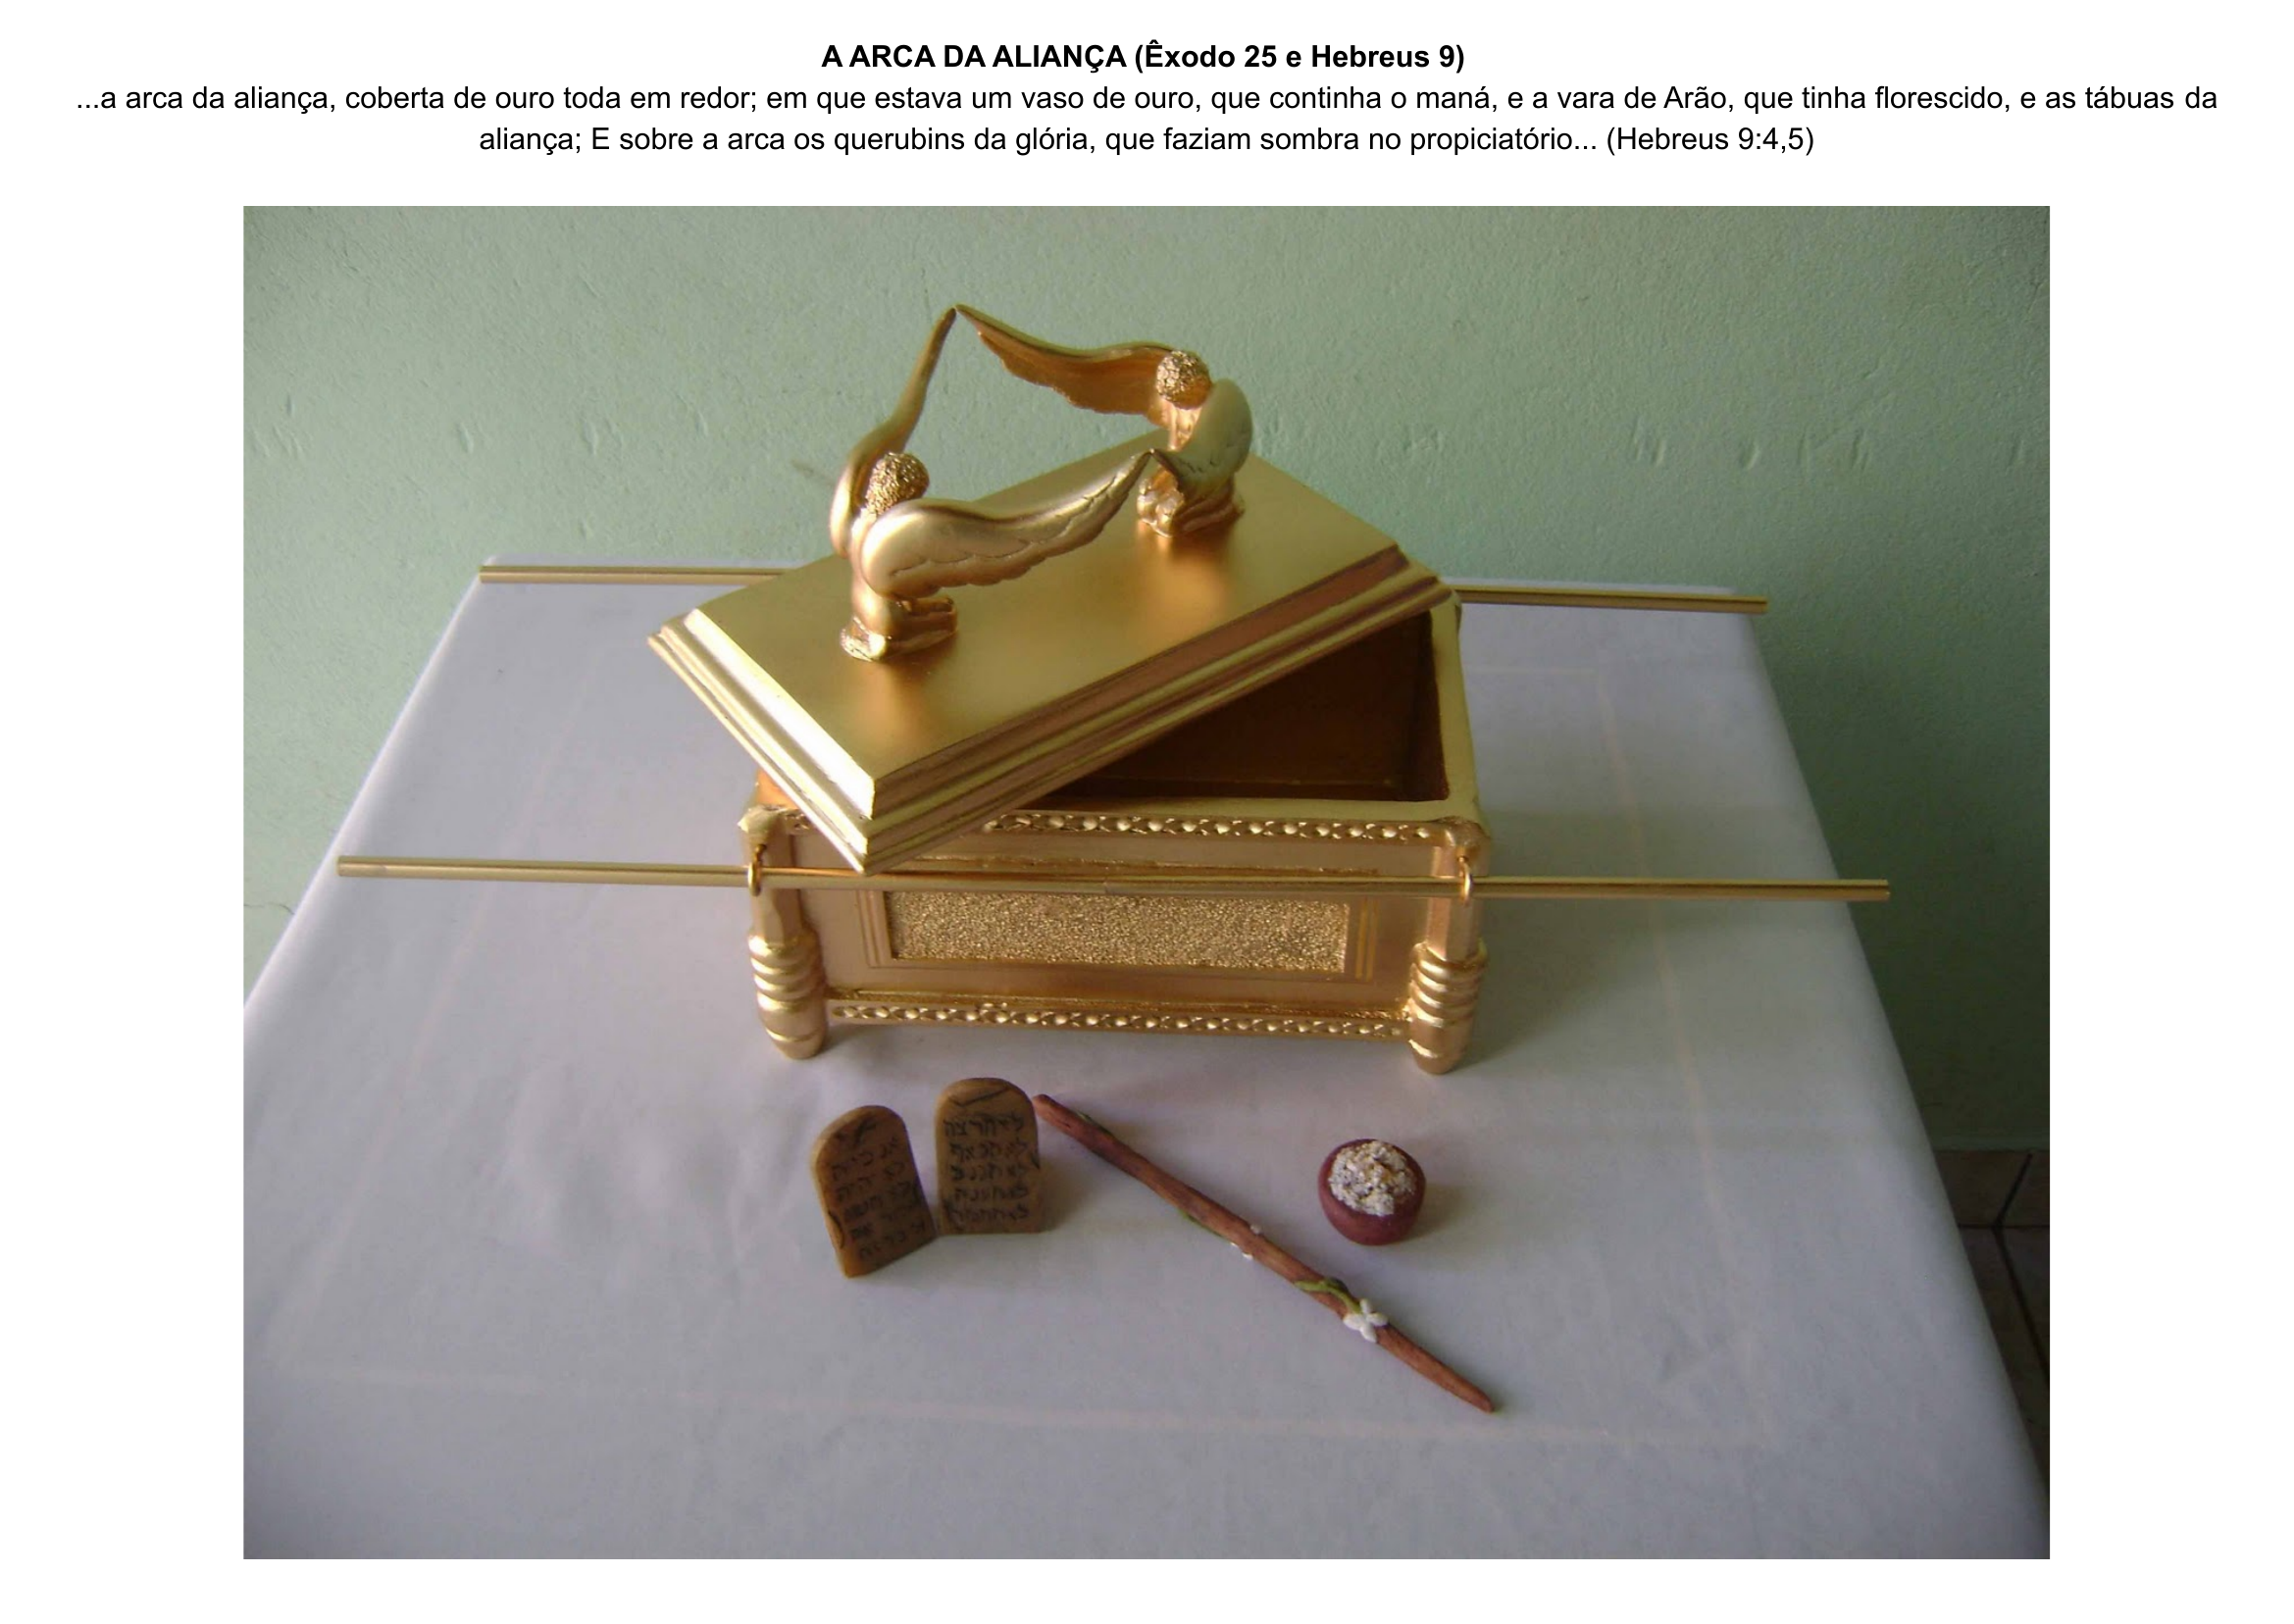 A ARCA DA ALIANÇA (Êxodo 25 e Hebreus 9)
...a arca da aliança, coberta de ouro toda em redor; em que estava um vaso de ouro, que continha o maná, e a vara de Arão, que tinha florescido, e as tábuas da
aliança; E sobre a arca os querubins da glória, que faziam sombra no propiciatório... (Hebreus 9:4,5)